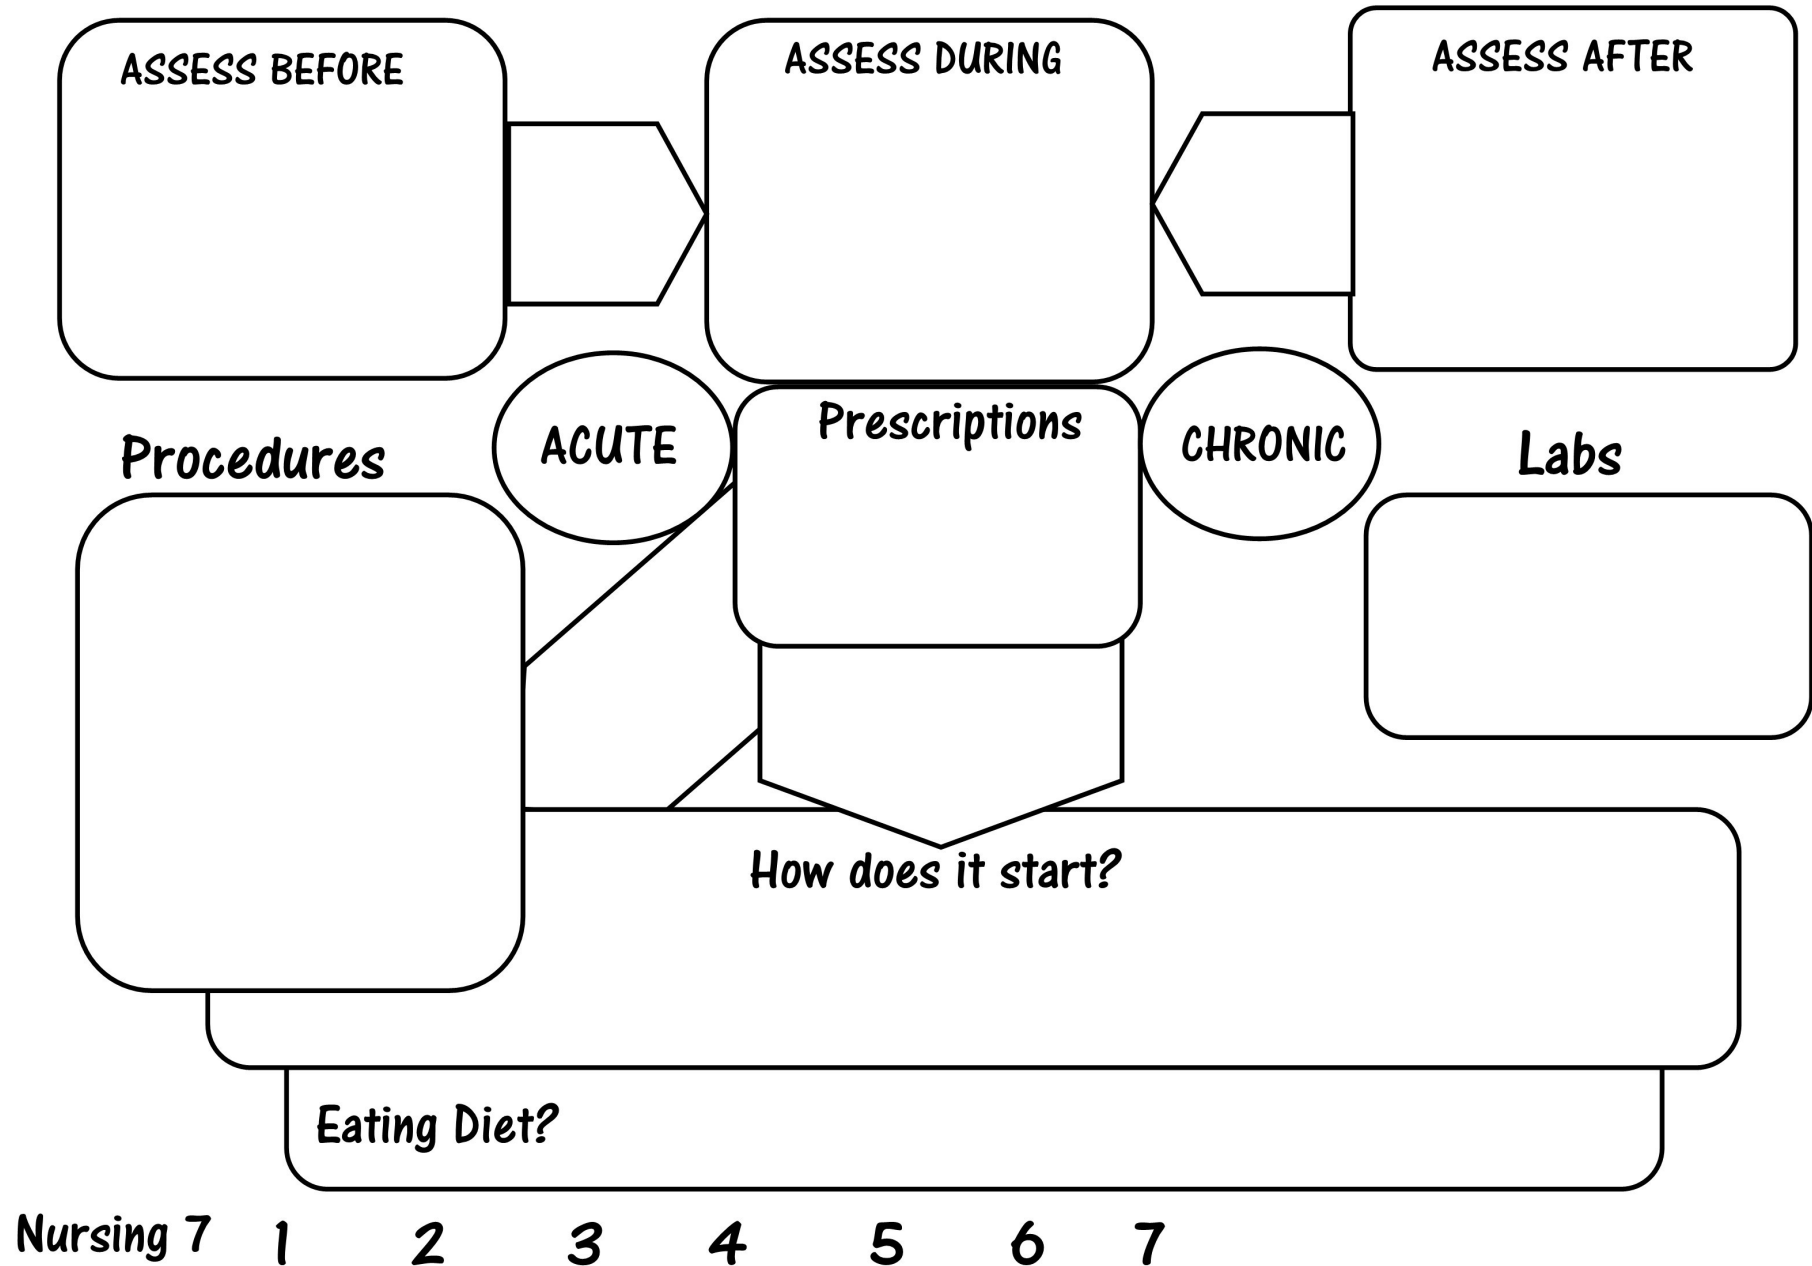 ASSESS BEFORE
ASSESS DURING
ASSESS AFTER
ACUTE
Prescriptions
CHRONIC
Procedures
Labs
How does it start?
Eating Diet?
Nursing 7 1 2 3 4 5 6 7